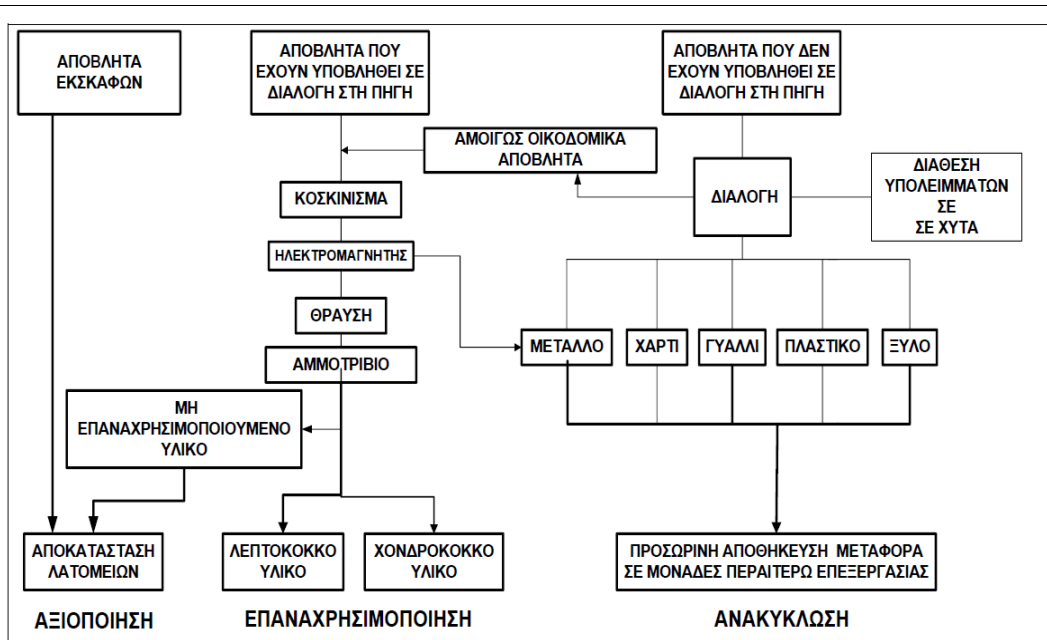 ΑΠΟΒΛΗΤΑ
ΕΚΣΚΑΦΩΝ
ΑΠΟΒΛΗΤΑ ΠΟΥ
ΕΧΟΥΝ ΥΠΟΒΛΗΘΕΙ ΣΕ
ΔΙΑΛΟΓΗ ΣΤΗ ΠΗΓΗ
ΑΠΟΒΛΗΤΑ ΠΟΥ ΔΕΝ
ΕΧΟΥΝ ΥΠΟΒΛΗΘΕΙ ΣΕ
ΔΙΑΛΟΓΗ ΣΤΗ ΠΗΓΗ
ΑΜΟΙΓΩΣ ΟΙΚΟΔΟΜΙΚΑ
ΑΠΟΒΛΗΤΑ
ΔΙΑΛΟΓΗ
ΔΙΑΘΕΣΗ
ΥΠΟΛΕΙΜΜΑΤΩΝ
ΣΕ
ΣΕ ΧΥΤΑ
ΚΟΣΚΙΝΙΣΜΑ
ΗΛΕΚΤΡΟΜΑΓΝΗΤΗΣ
ΘΡΑΥΣΗ
ΑΜΜΟΤΡΙΒΙΟ
ΜΕΤΑΛΛΟ
ΧΑΡΤΙ
ΓΥΑΛΛΙ
ΠΛΑΣΤΙΚΟ
ΞΥΛΟ
ΜΗ
ΕΠΑΝΑΧΡΗΣΙΜΟΠΟΙΟΥΜΕΝΟ
ΥΛΙΚΟ
ΑΠΟΚΑΤΑΣΤΑΣΗ
ΛΑΤΟΜΕΙΩΝ
ΛΕΠΤΟΚΟΚΚΟ
ΥΛΙΚΟ
ΧΟΝΔΡΟΚΟΚΚΟ
ΥΛΙΚΟ
ΠΡΟΣΩΡΙΝΗ ΑΠΟΘΗΚΕΥΣΗ ΜΕΤΑΦΟΡΑ
ΣΕ ΜΟΝΑΔΕΣ ΠΕΡΑΙΤΕΡΩ ΕΠΕΞΕΡΓΑΣΙΑΣ
ΑΞΙΟΠΟΙΗΣΗ
ΕΠΑΝΑΧΡΗΣΙΜΟΠΟΙΗΣΗ
ΑΝΑΚΥΚΛΩΣΗ